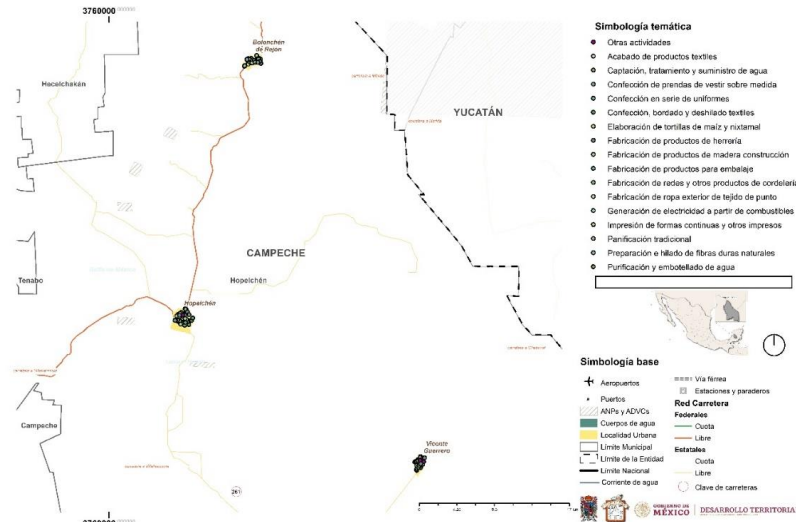 3760000
Bolonchén
de Rejón
Hecelchakán
YUCATÁN
CAMPECHE
Hopelchén
Tenabo
Hopelchén
Campeche
Vicente
Guerrero
261
3760000
Simbología temática
Otras actividades
Acabado de productos textiles
Captación, tratamiento y suministro de agua
Confección de prendas de vestir sobre medida
Confección en serie de uniformes
Confección, bordado y deshilado textiles
Elaboración de tortillas de maíz y nixtamal
Fabricación de productos de herrería
Fabricación de productos de madera construcción
Fabricación de productos para embalaje
Fabricación de redes y otros productos de cordelería
Fabricación de ropa exterior de tejido de punto
Generación de electricidad a partir de combustibles
Impresión de formas continuas y otros impresos
Panificación tradicional
Preparación e hilado de fibras duras naturales
Purificación y embotellado de agua
Simbología base
Aeropuertos
Puertos
ANPs y ADVCs
Cuerpos de agua
Localidad Urbana
Límite Municipal
Límite de la Entidad
Límite Nacional
Corriente de agua
Vía férrea
Estaciones y paraderos
Red Carretera
Federales
Cuota
Libre
Estatales
Cuota
Libre
Clave de carreteras
GOBIERNO DE
MÉXICO
DESARROLLO TERRITORIAL